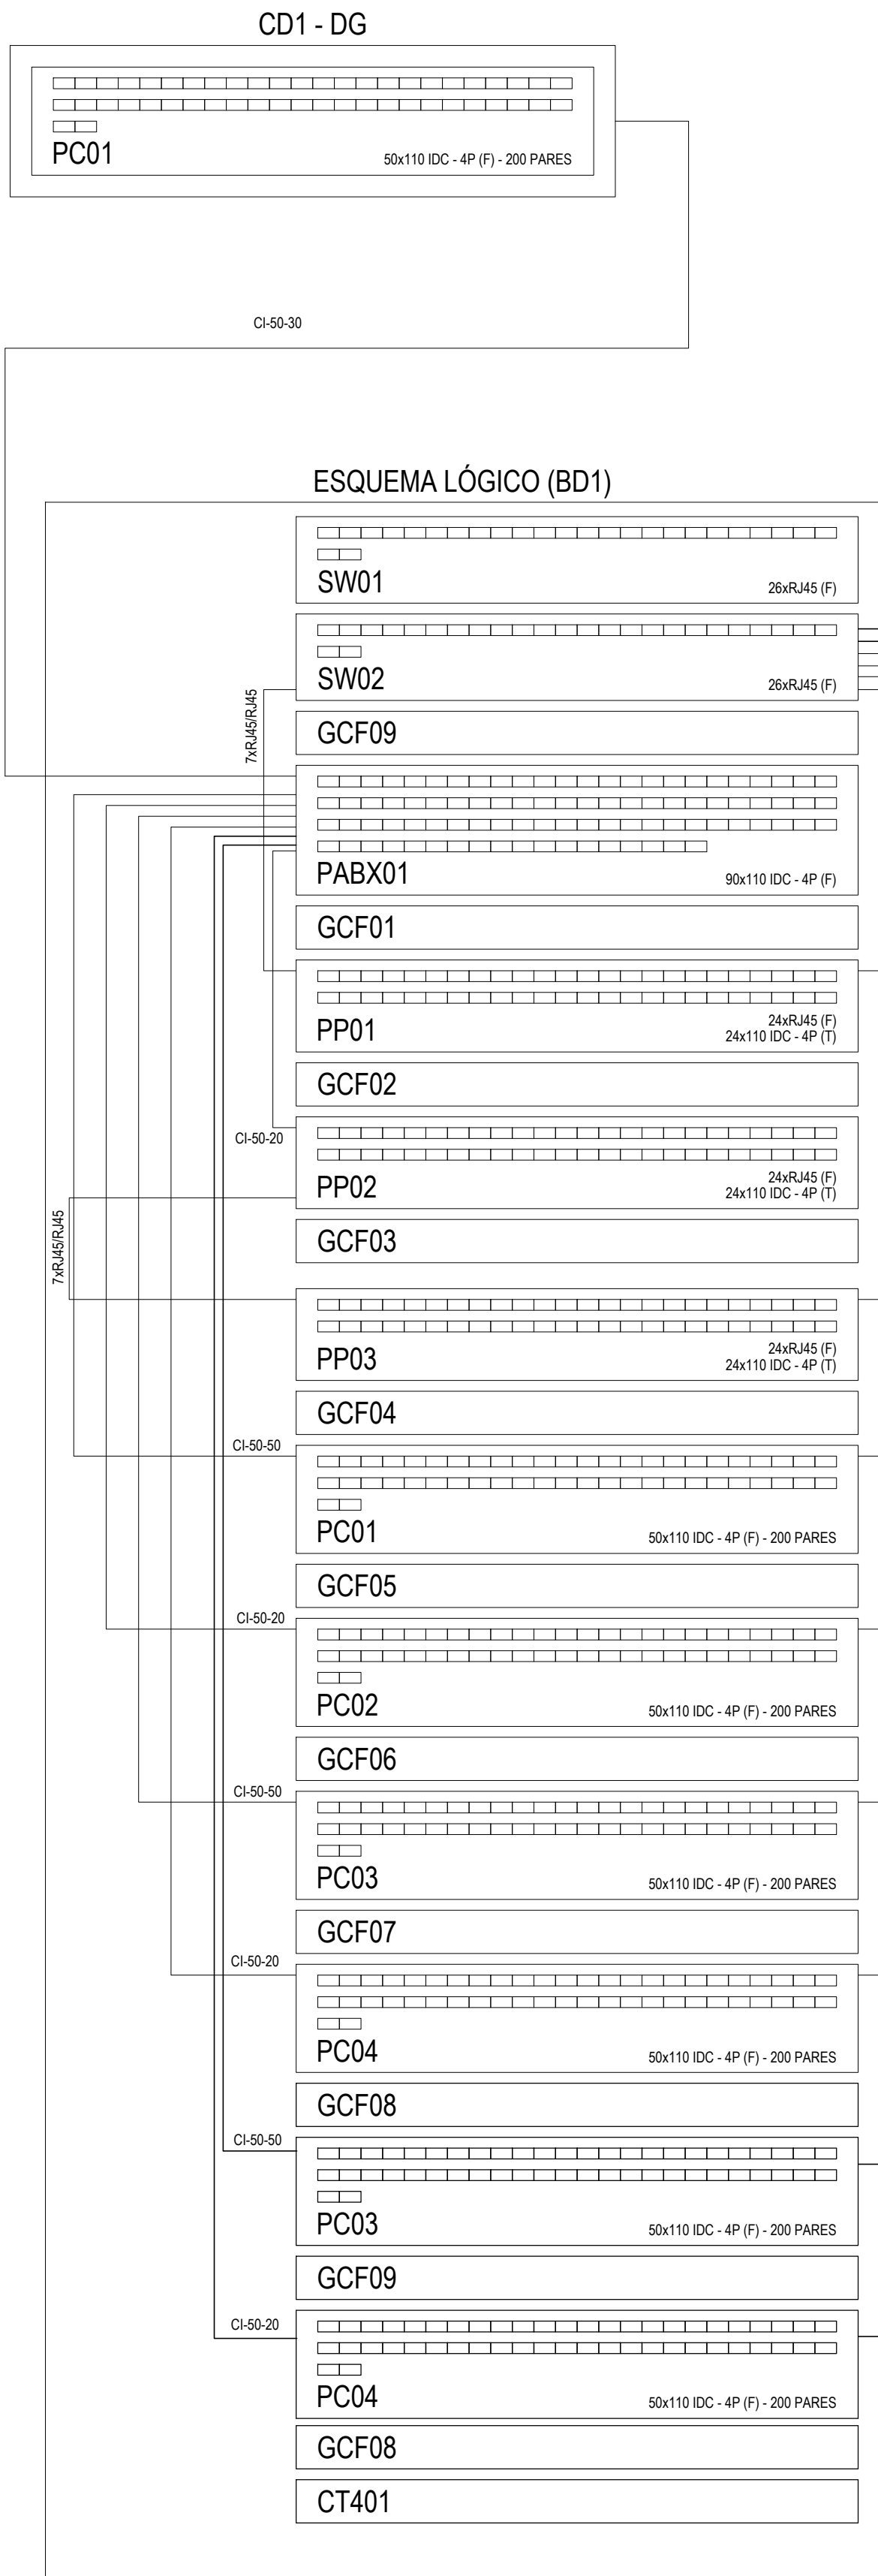 CD1 - DG
PC01
50x110 IDC - 4P (F) - 200 PARES
CI-50-30
ESQUEMA LÓGICO (BD1)
SW01
26xRJ45 (F)
SW02
26xRJ45 (F)
7xRJ45/RJ45
GCF09
PABX01
90x110 IDC - 4P (F)
GCF01
PP01
24xRJ45 (F)
24x110 IDC - 4P (T)
GCF02
CI-50-20
PP02
24xRJ45 (F)
24x110 IDC - 4P (T)
7xRJ45/RJ45
GCF03
PP03
24xRJ45 (F)
24x110 IDC - 4P (T)
GCF04
CI-50-50
PC01
50x110 IDC - 4P (F) - 200 PARES
GCF05
CI-50-20
PC02
50x110 IDC - 4P (F) - 200 PARES
GCF06
CI-50-50
PC03
50x110 IDC - 4P (F) - 200 PARES
GCF07
CI-50-20
PC04
50x110 IDC - 4P (F) - 200 PARES
GCF08
CI-50-50
PC03
50x110 IDC - 4P (F) - 200 PARES
GCF09
CI-50-20
PC04
50x110 IDC - 4P (F) - 200 PARES
GCF08
CT401